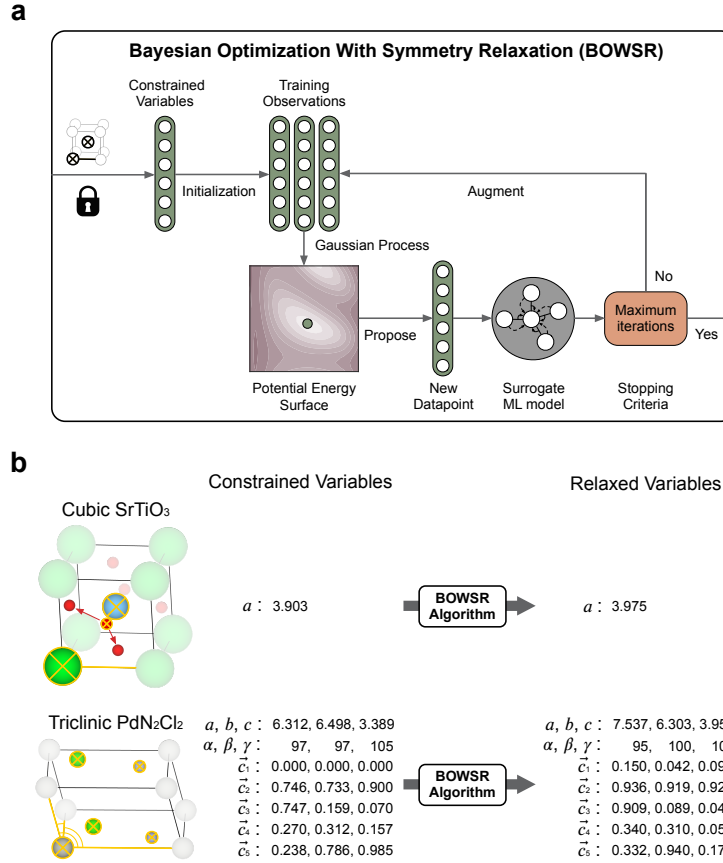 a
Bayesian Optimization With Symmetry Relaxation (BOWSR)
Constrained Variables
Training Observations
Initialization
Augment
Gaussian Process
No
Propose
Maximum iterations
Yes
Potential Energy Surface
New Datapoint
Surrogate ML model
Stopping Criteria
b
Constrained Variables
Relaxed Variables
Cubic SrTiO₃
a : 3.903
BOWSR Algorithm
a : 3.975
Triclinic PdN₂Cl₂
a, b, c : 6.312, 6.498, 3.389
α, β, γ : 97, 97, 105
c⃗₁ : 0.000, 0.000, 0.000
c⃗₂ : 0.746, 0.733, 0.900
c⃗₃ : 0.747, 0.159, 0.070
c⃗₄ : 0.270, 0.312, 0.157
c⃗₅ : 0.238, 0.786, 0.985
BOWSR Algorithm
a, b, c : 7.537, 6.303,
α, β, γ : 95, 100,
c⃗₁ : 0.150, 0.042,
c⃗₂ : 0.936, 0.919,
c⃗₃ : 0.909, 0.089,
c⃗₄ : 0.340, 0.310,
c⃗₅ : 0.332, 0.940,